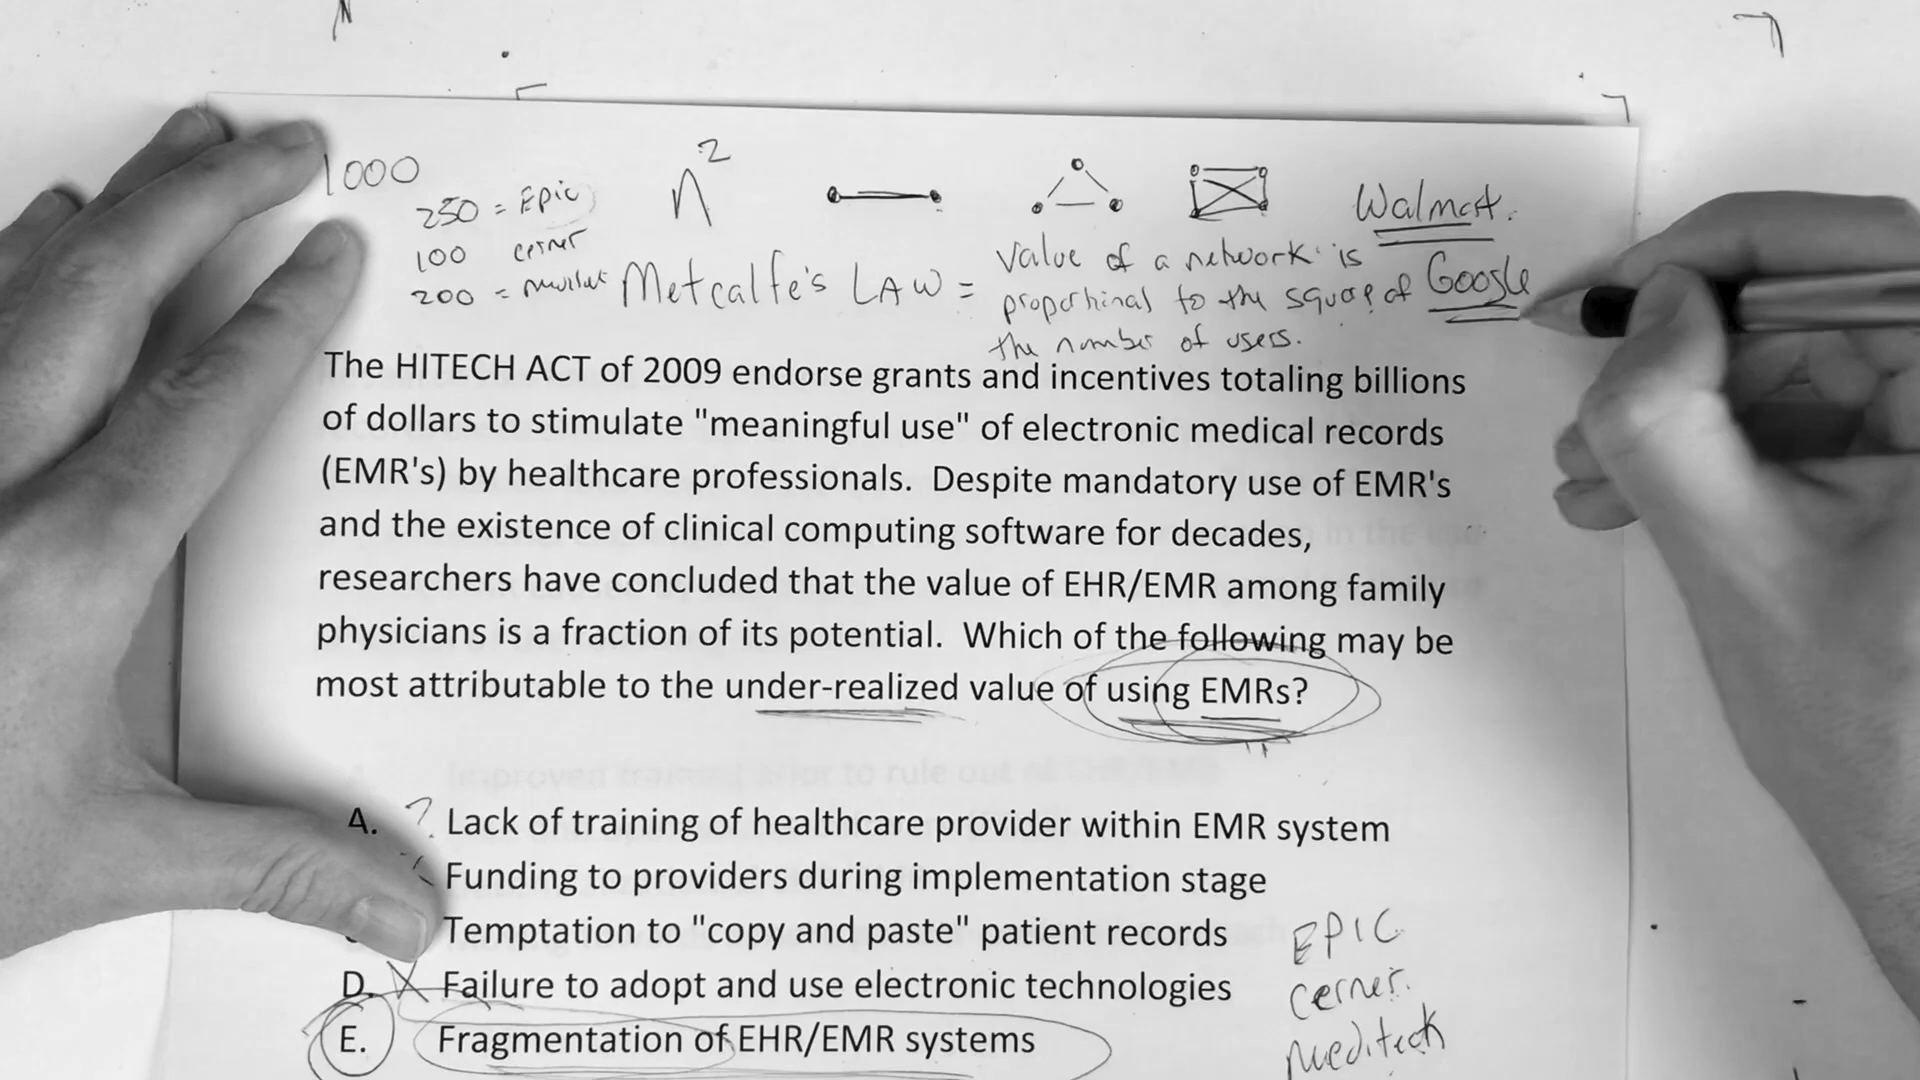 1000
n²
Walmart.
250 = Epic
100 cerner
200 =
Metcalfe's LAW =
value of a network is
proportional to the square of
the number of users.
Google
The HITECH ACT of 2009 endorse grants and incentives totaling billions
of dollars to stimulate "meaningful use" of electronic medical records
(EMR's) by healthcare professionals. Despite mandatory use of EMR's
and the existence of clinical computing software for decades,
researchers have concluded that the value of EHR/EMR among family
physicians is a fraction of its potential. Which of the following may be
most attributable to the under-realized value of using EMRs?
A. ? Lack of training of healthcare provider within EMR system
Funding to providers during implementation stage
Temptation to "copy and paste" patient records
D. X Failure to adopt and use electronic technologies
E. Fragmentation of EHR/EMR systems
EPIC
cerner.
meditech